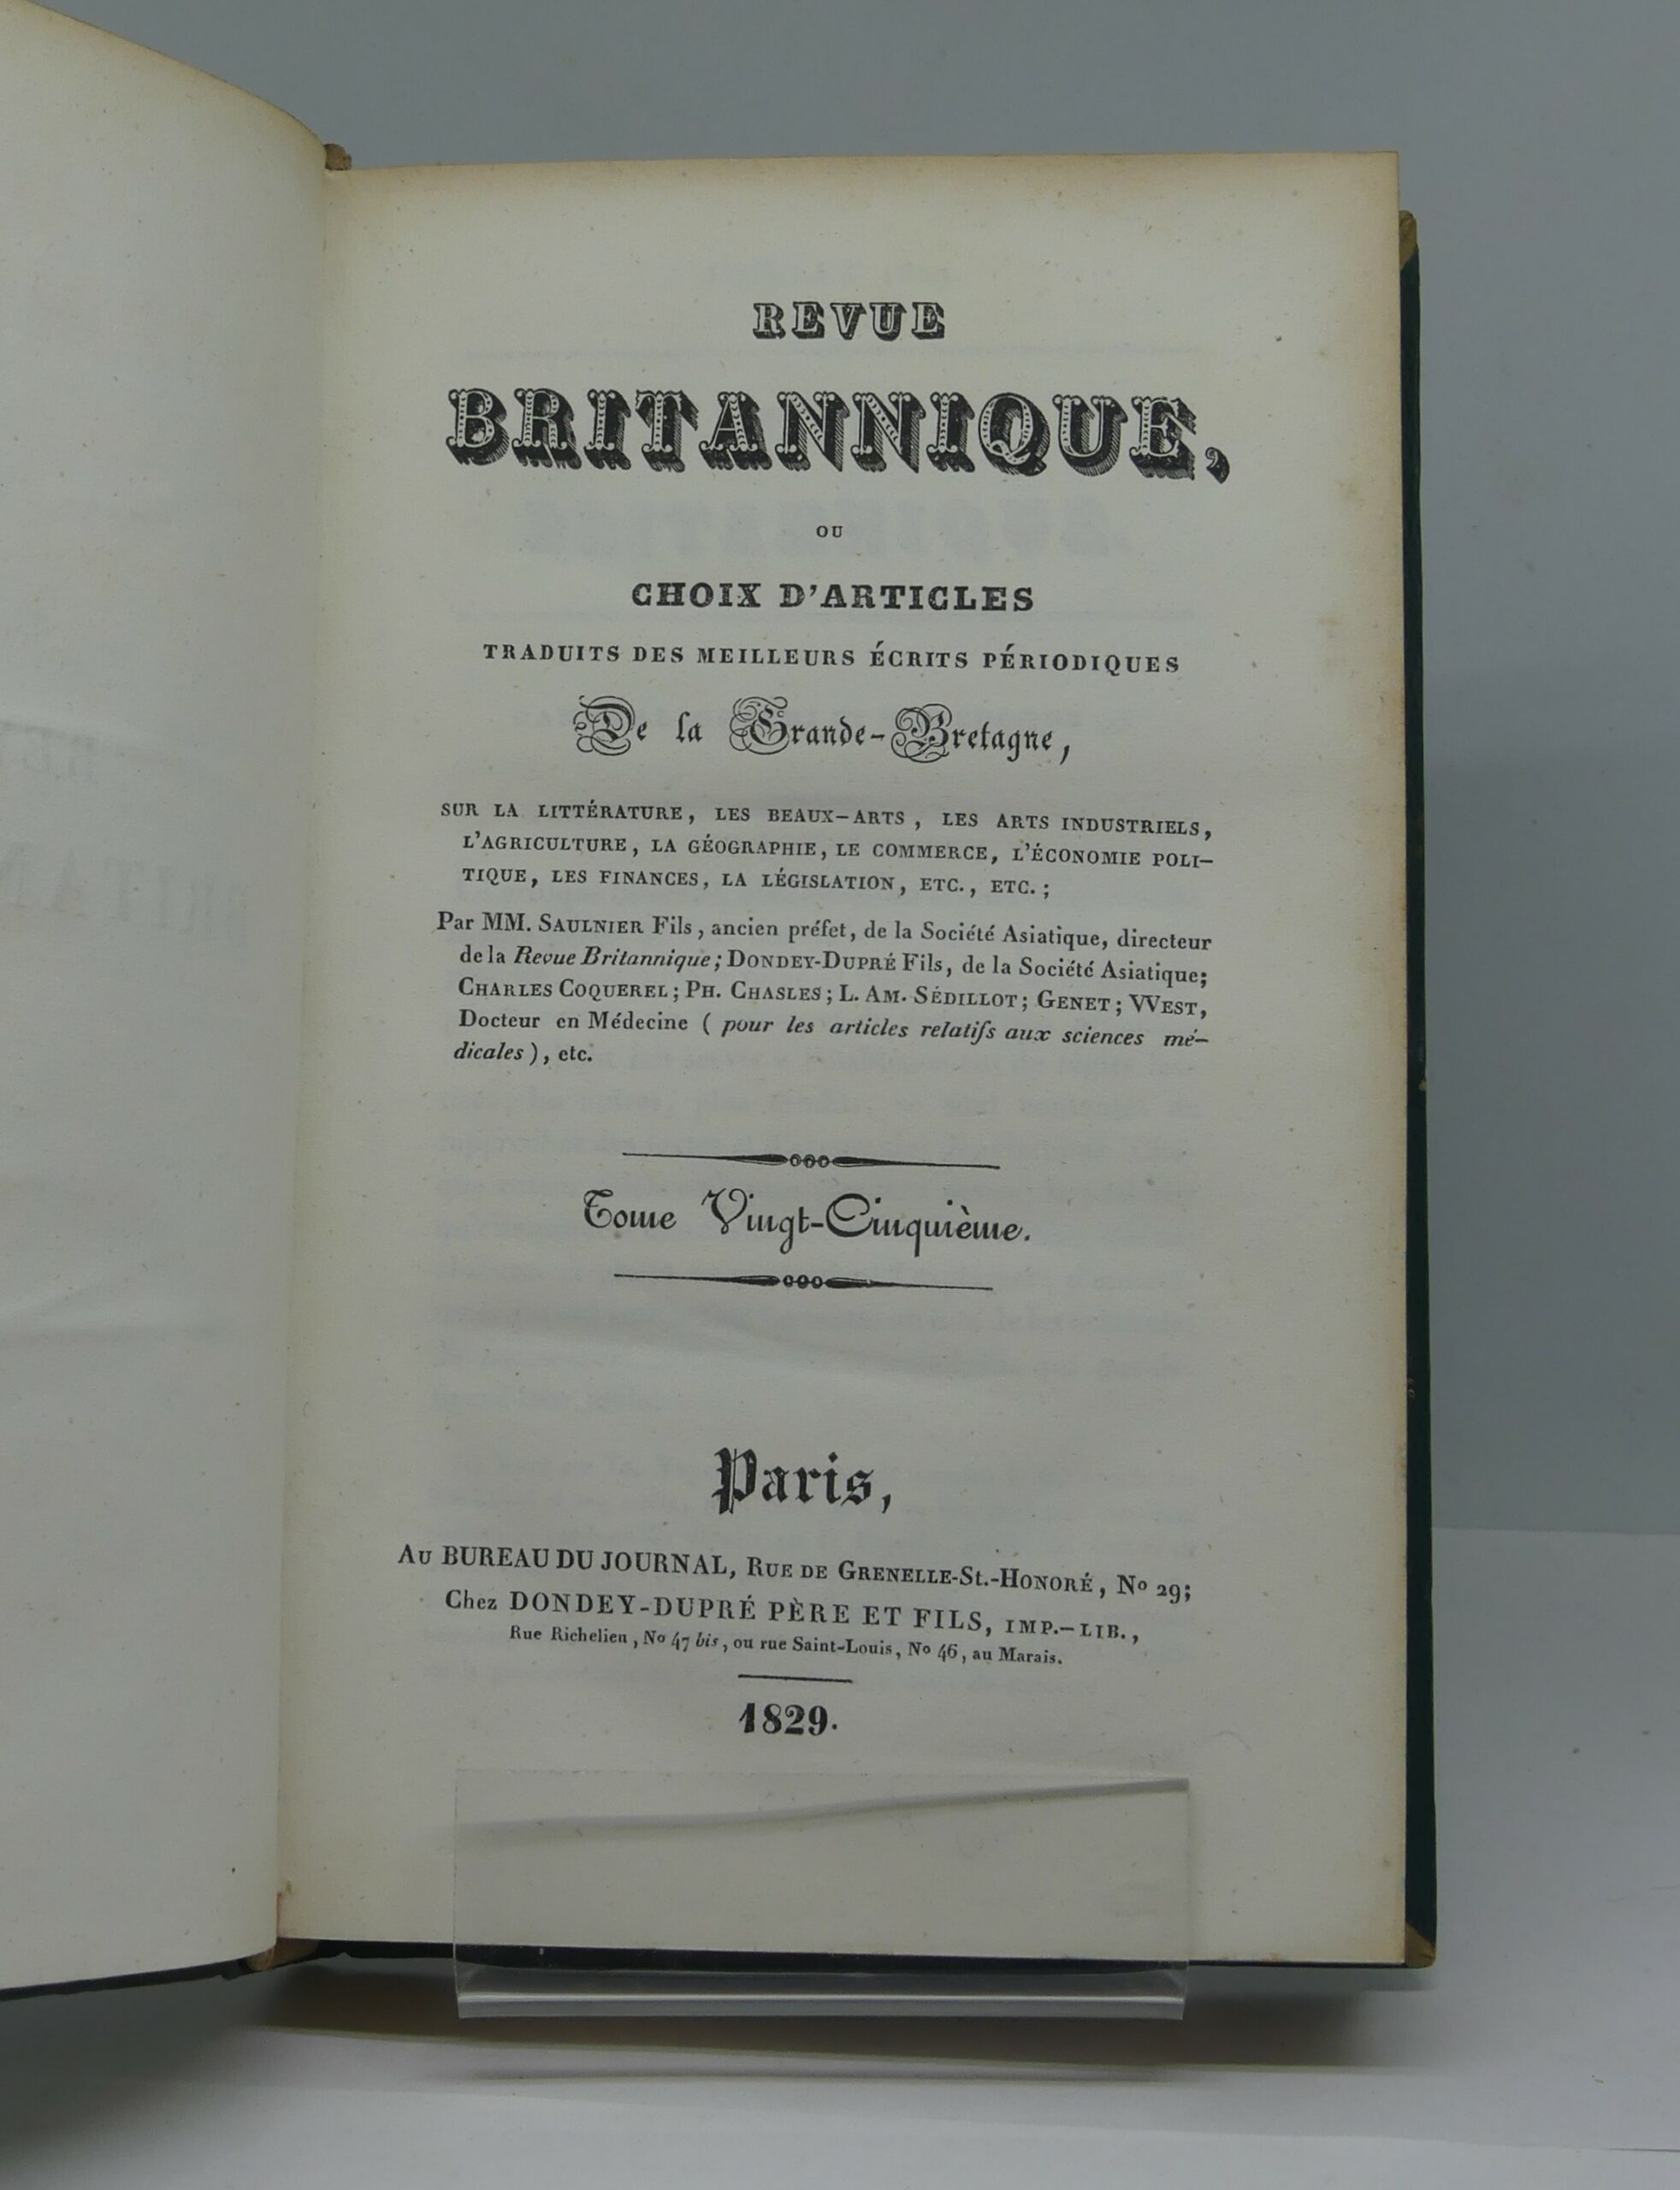 REVUE
BRITANNIQUE,
OU
CHOIX D'ARTICLES
TRADUITS DES MEILLEURS ÉCRITS PÉRIODIQUES
De la Grande-Bretagne,
SUR LA LITTÉRATURE, LES BEAUX-ARTS, LES ARTS INDUSTRIELS,
L'AGRICULTURE, LA GÉOGRAPHIE, LE COMMERCE, L'ÉCONOMIE POLI-
TIQUE, LES FINANCES, LA LÉGISLATION, ETC., ETC.;
Par MM. SAULNIER Fils, ancien préfet, de la Société Asiatique, directeur
de la Revue Britannique; DONDEY-DUPRÉ Fils, de la Société Asiatique;
CHARLES COQUEREL; PH. CHASLES; L. AM. SÉDILLOT; GENET; WEST,
Docteur en Médecine (pour les articles relatifs aux sciences mé-
dicales), etc.
Tome Vingt-Cinquième.
Paris,
AU BUREAU DU JOURNAL, RUE DE GRENELLE-St.-HONORÉ, No 29;
Chez DONDEY-DUPRÉ PÈRE ET FILS, IMP.-LIB.,
Rue Richelieu, No 47 bis, ou rue Saint-Louis, No 46, au Marais.
1829.